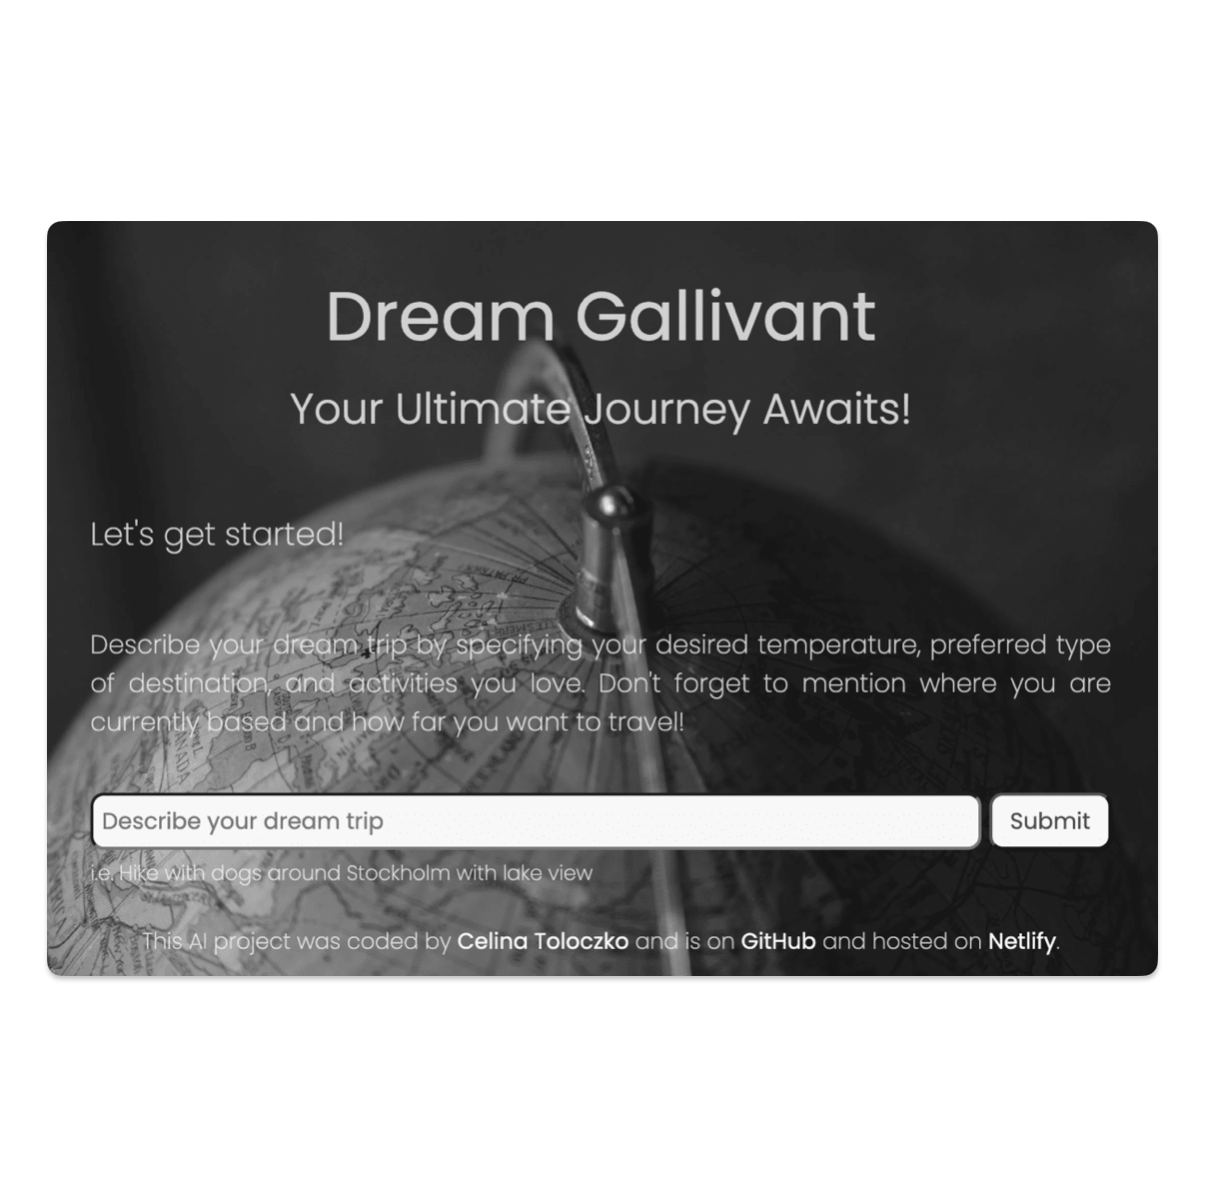 Dream Gallivant
Your Ultimate Journey Awaits!
Let's get started!
Describe your dream trip by specifying your desired temperature, preferred type
of destination, and activities you love. Don't forget to mention where you are
currently based and how far you want to travel!
Describe your dream trip
Submit
i.e. Hike with dogs around Stockholm with lake view
This AI project was coded by Celina Toloczko and is on GitHub and hosted on Netlify.